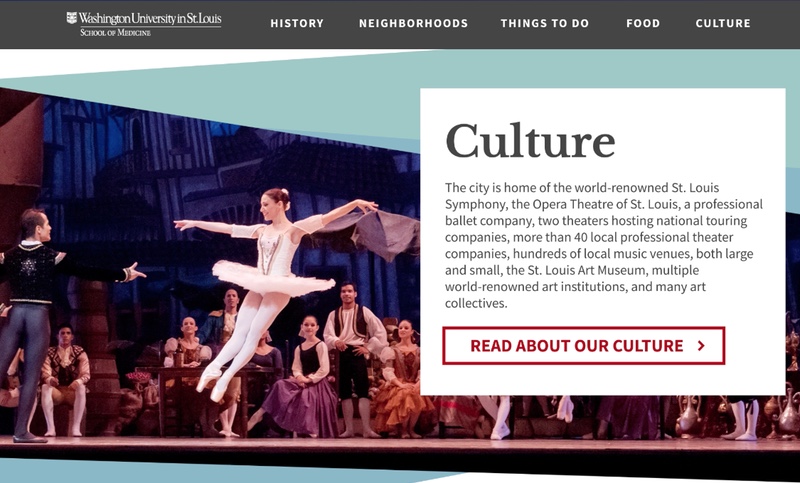 Washington University in St. Louis
School of Medicine
HISTORY
NEIGHBORHOODS
THINGS TO DO
FOOD
CULTURE
Culture
The city is home of the world-renowned St. Louis
Symphony, the Opera Theatre of St. Louis, a professional
ballet company, two theaters hosting national touring
companies, more than 40 local professional theater
companies, hundreds of local music venues, both large
and small, the St. Louis Art Museum, multiple
world-renowned art institutions, and many art
collectives.
READ ABOUT OUR CULTURE